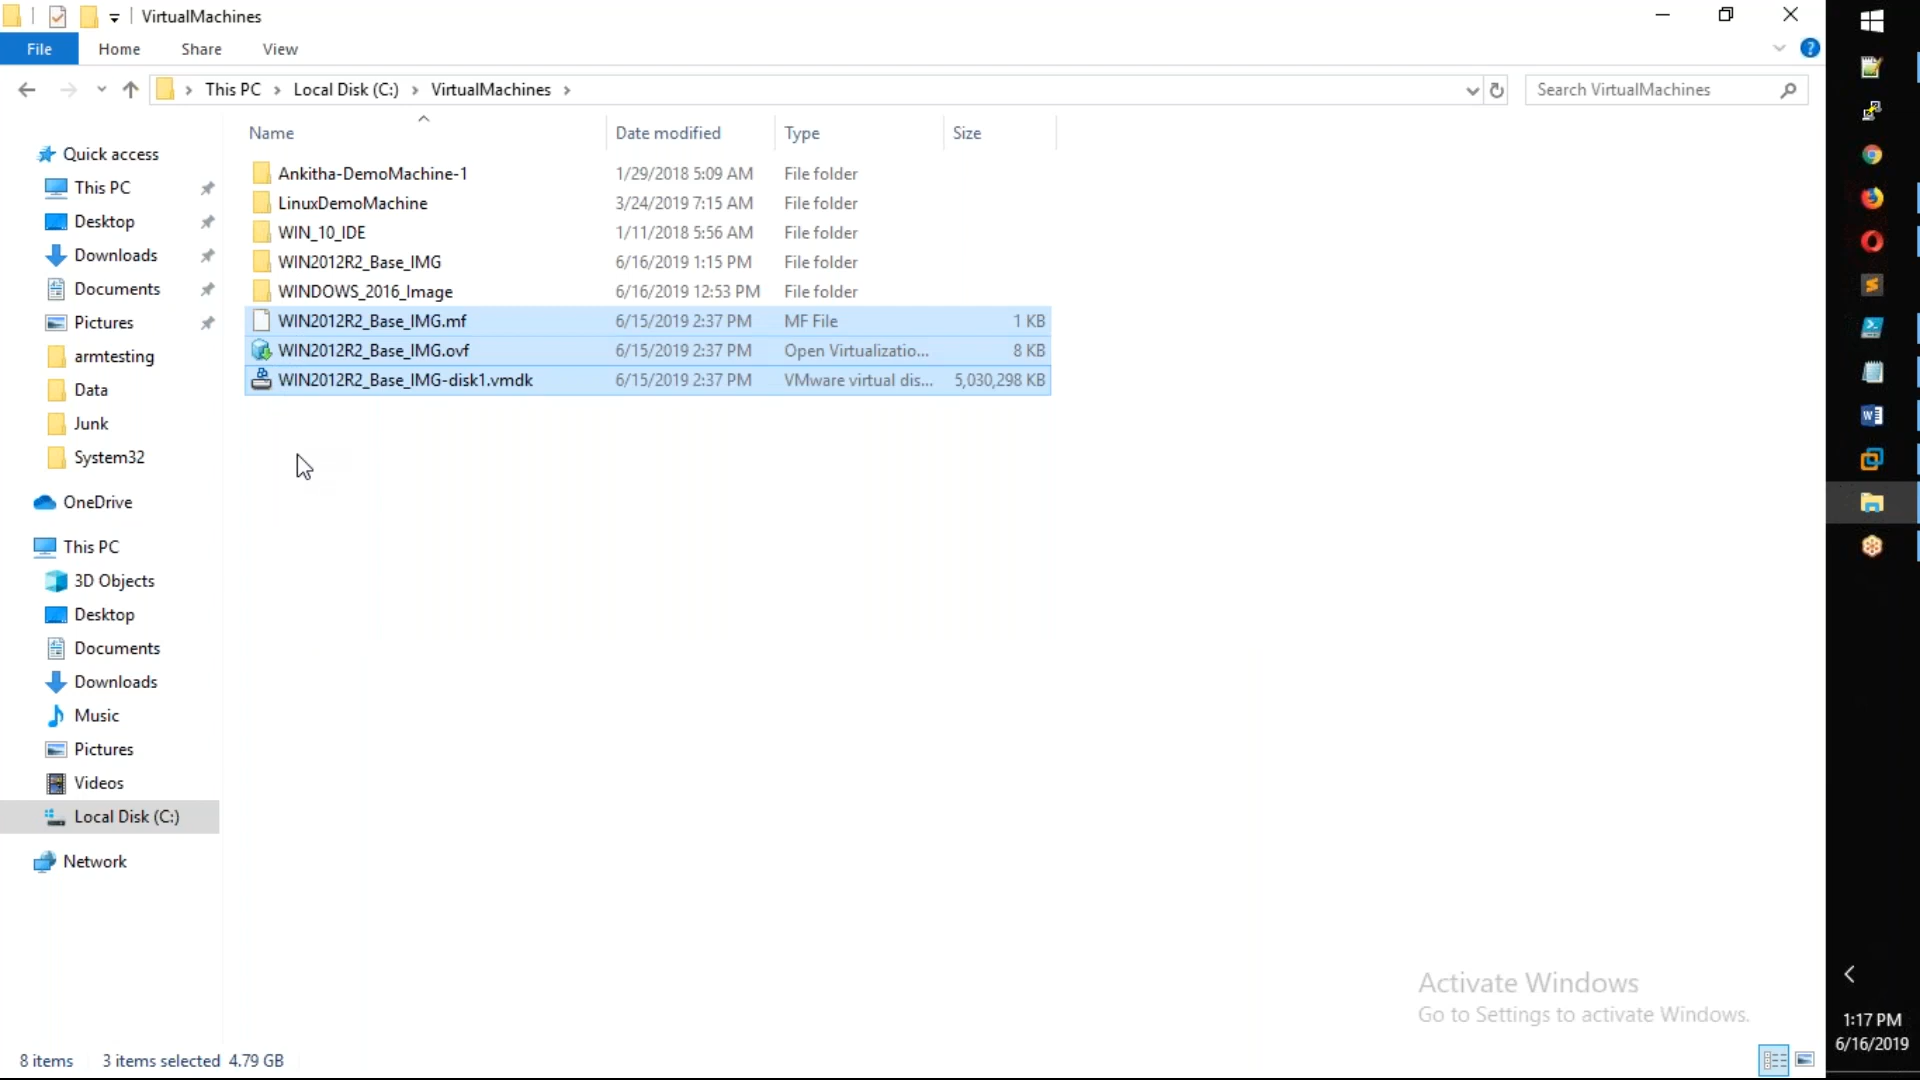 VirtualMachines
File Home Share View
This PC Local Disk (C:) VirtualMachines
Search VirtualMachines
Name Date modified Type Size
Quick access
This PC
Desktop
Downloads
Documents
Pictures
armtesting
Data
Junk
System32
OneDrive
This PC
3D Objects
Desktop
Documents
Downloads
Music
Pictures
Videos
Local Disk (C:)
Network
Ankitha-DemoMachine-1 1/29/2018 5:09 AM File folder
LinuxDemoMachine 3/24/2019 7:15 AM File folder
WIN_10_IDE 1/11/2018 5:56 AM File folder
WIN2012R2_Base_IMG 6/16/2019 1:15 PM File folder
WINDOWS_2016_Image 6/16/2019 12:53 PM File folder
WIN2012R2_Base_IMG.mf 6/15/2019 2:37 PM MF File 1 KB
WIN2012R2_Base_IMG.ovf 6/15/2019 2:37 PM Open Virtualizatio... 8 KB
WIN2012R2_Base_IMG-disk1.vmdk 6/15/2019 2:37 PM VMware virtual dis... 5,030,298 KB
Activate Windows
Go to Settings to activate Windows.
8 items 3 items selected 4.79 GB
1:17 PM
6/16/2019